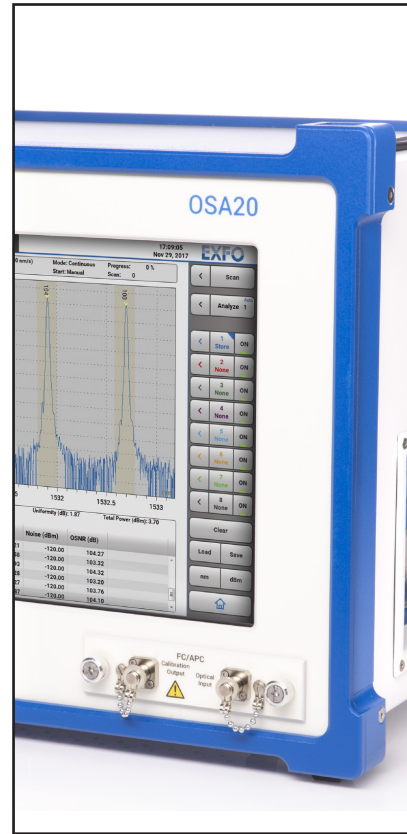 OSA20
17:09:05
Nov 29, 2017
EXFO
Mode: Continuous Progress: 0 %
Start: Manual Scan: 0
Scan
Auto
Analyze 1
1
Store ON
2
None ON
3
None ON
4
None ON
5
None ON
6
None ON
7
None ON
8
None ON
Clear
Load Save
nm dBm
1532 1532.5 1533
Uniformity (dB): 1.87 Total Power (dBm): 3.70
Noise (dBm) OSNR (dB)
-120.00 104.27
-120.00 103.32
-120.00 104.32
-120.00 103.20
-120.00 103.76
-120.00 104.10
FC/APC
Calibration
Output
Optical
Input